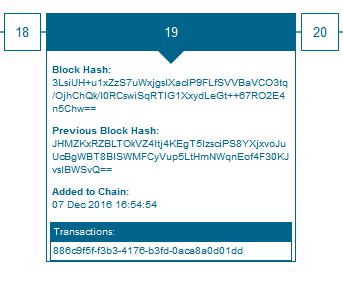 18
19
20
Block Hash:
3LsiUH+u1xZzS7uWxjgslXacIP9FLfSVVBaVCO3tq
/OjhChQk/I0RCswiSqRTIG1XxydLeGt++67RO2E4
n5Chw==
Previous Block Hash:
JHMZKxRZBLTOkVZ4Itj4KEgT5IzsciPS8YXjxvoJu
UcBgWBT8BISWMFCyVup5LtHmNWqnEof4F30KJ
vslBWSvQ==
Added to Chain:
07 Dec 2016 16:54:54
Transactions:
886c9f5f-f3b3-4176-b3fd-0aca8a0d01dd